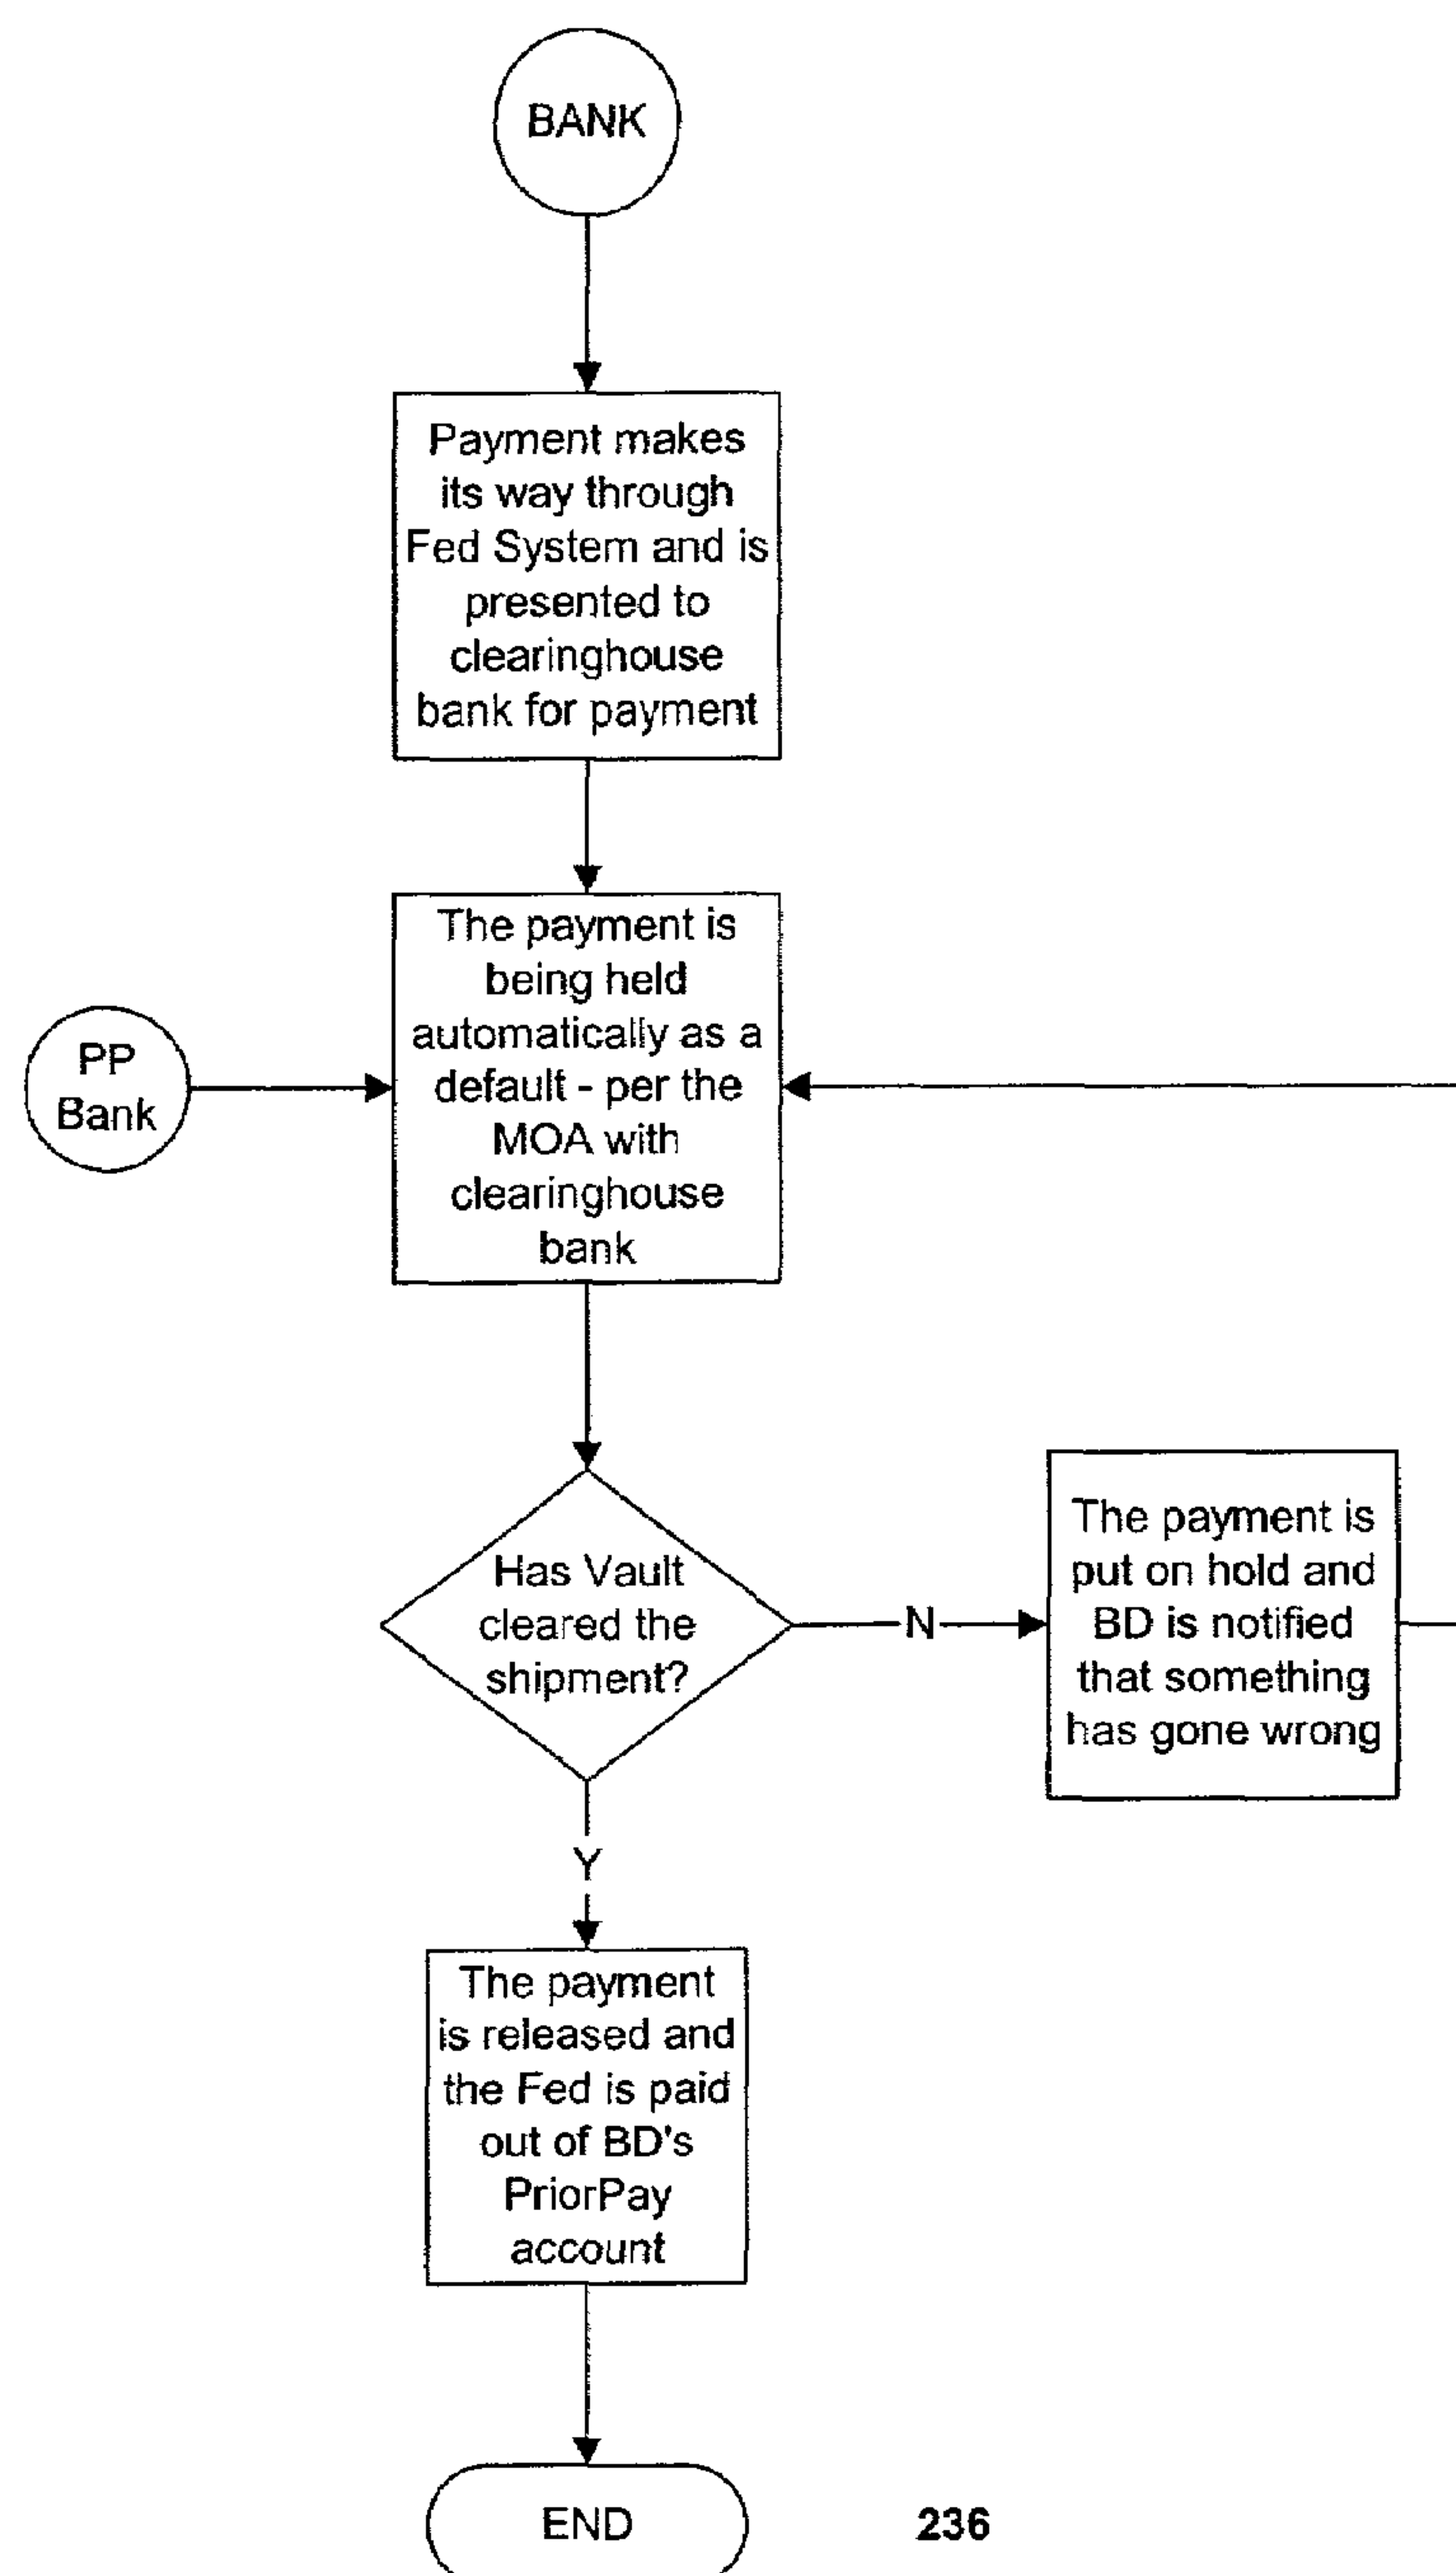 BANK
Payment makes
its way through
Fed System and is
presented to
clearinghouse
bank for payment
The payment is
being held
automatically as a
default - per the
MOA with
clearinghouse
bank
PP
Bank
Has Vault
cleared the
shipment?
N
The payment is
put on hold and
BD is notified
that something
has gone wrong
Y
The payment
is released and
the Fed is paid
out of BD's
PriorPay
account
END
236